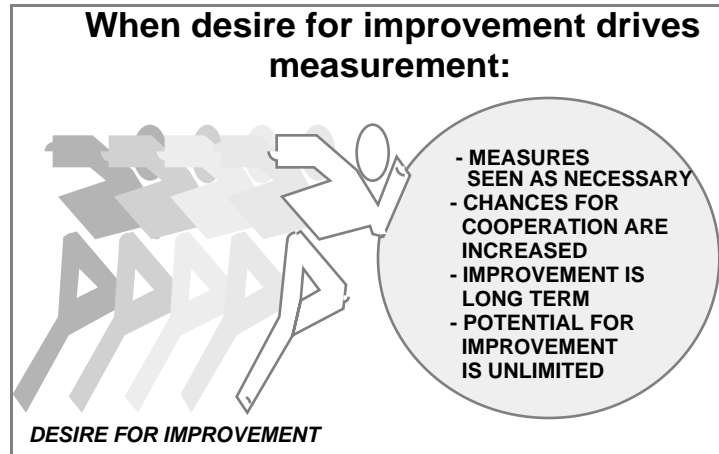 When desire for improvement drives
measurement:
- MEASURES
SEEN AS NECESSARY
- CHANCES FOR
COOPERATION ARE
INCREASED
- IMPROVEMENT IS
LONG TERM
- POTENTIAL FOR
IMPROVEMENT
IS UNLIMITED
DESIRE FOR IMPROVEMENT